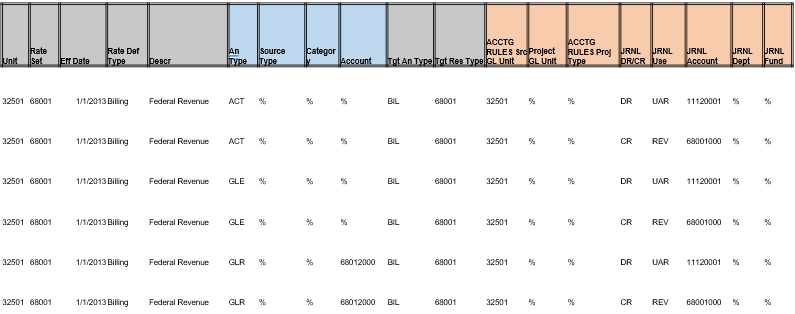 Unit Rate Set Eff Date Rate Def Type Descr An Type Source Type Category Account Tgt An Type Tgt Res Type ACCTG RULES Src GL Unit Project GL Unit ACCTG RULES Proj Type JRNL DR/CR JRNL Use JRNL Account JRNL Dept JRNL Fund
32501 68001 1/1/2013 Billing Federal Revenue ACT % % % BIL 68001 32501 % % DR UAR 11120001 % %
32501 68001 1/1/2013 Billing Federal Revenue ACT % % % BIL 68001 32501 % % CR REV 68001000 % %
32501 68001 1/1/2013 Billing Federal Revenue GLE % % % BIL 68001 32501 % % DR UAR 11120001 % %
32501 68001 1/1/2013 Billing Federal Revenue GLE % % % BIL 68001 32501 % % CR REV 68001000 % %
32501 68001 1/1/2013 Billing Federal Revenue GLR % % 68012000 BIL 68001 32501 % % DR UAR 11120001 % %
32501 68001 1/1/2013 Billing Federal Revenue GLR % % 68012000 BIL 68001 32501 % % CR REV 68001000 % %